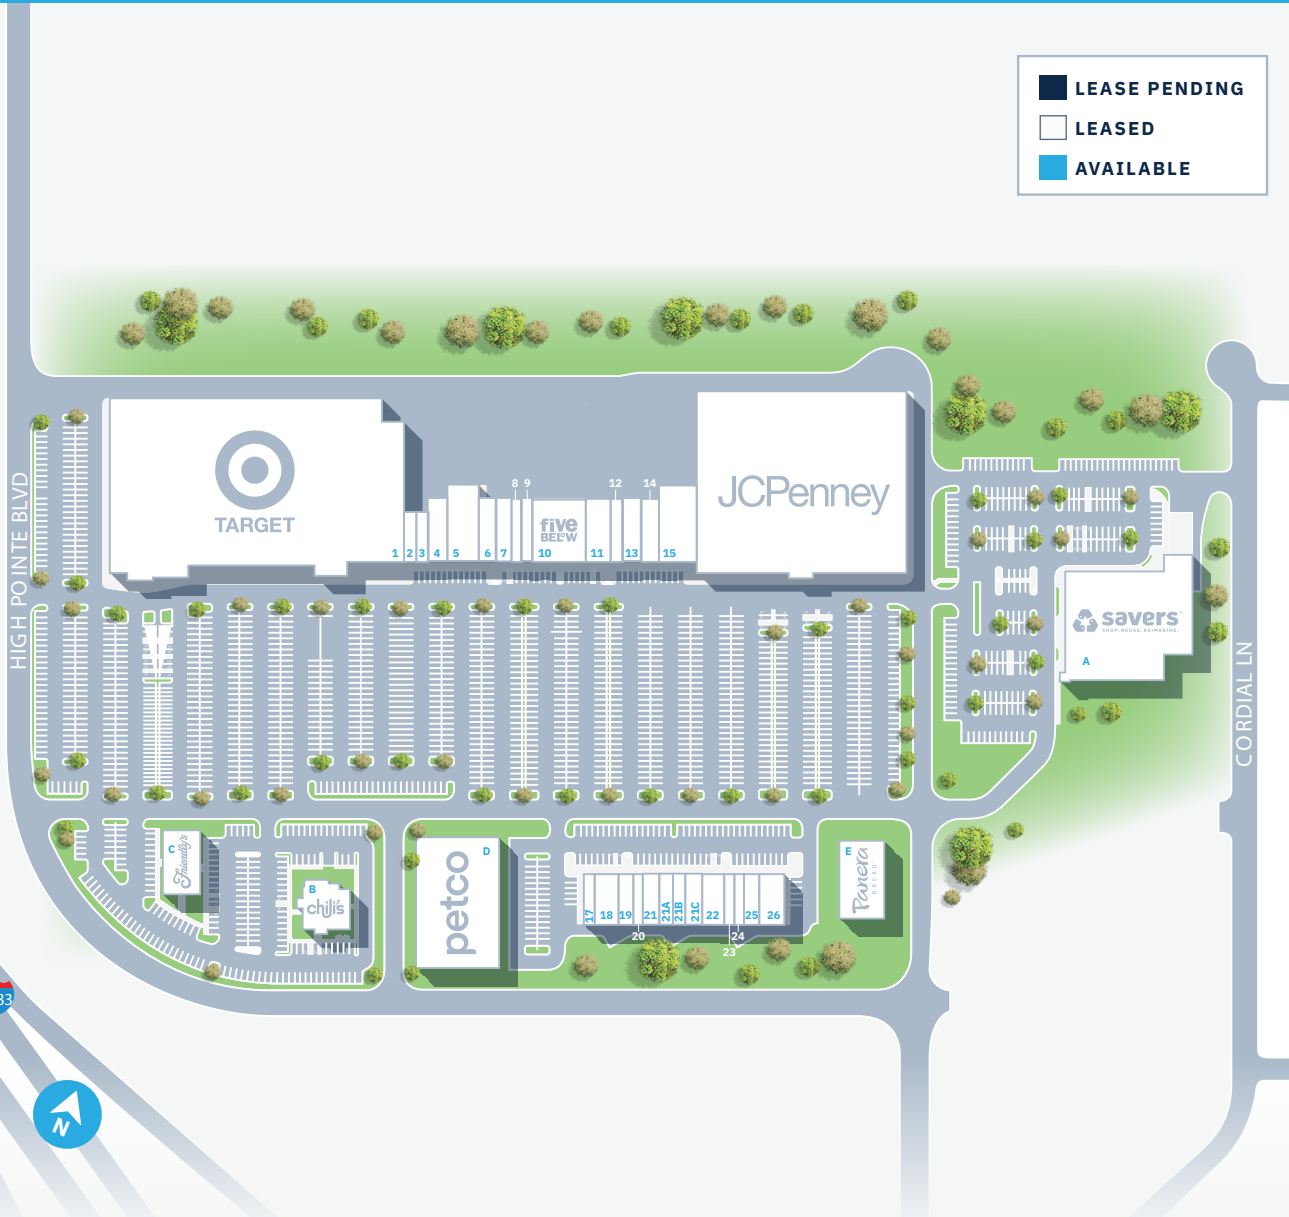 LEASE PENDING
LEASED
AVAILABLE
HIGH POINTE BLVD
TARGET
JCPenney
8 9
12
14
five BELOW
1 2 3 4 5 6 7 10 11 13 15
savers™
SHOP. REUSE. REIMAGINE.
A
CORDIAL LN
C
Friendly's
B
chili's
D
petco
E
Panera
BREAD®
17 18 19 21 21A 21B 21C 22 25 26
20
24
23
83
N